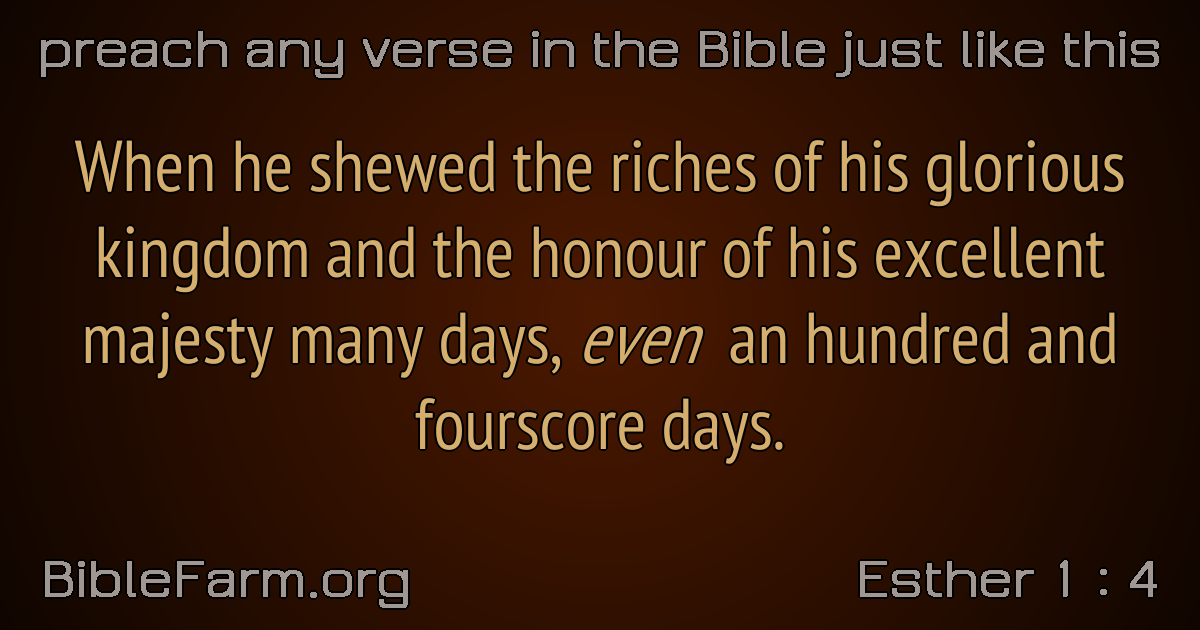 preach any verse in the Bible just like this
When he shewed the riches of his glorious
kingdom and the honour of his excellent
majesty many days, even an hundred and
fourscore days.
BibleFarm.org
Esther 1 : 4